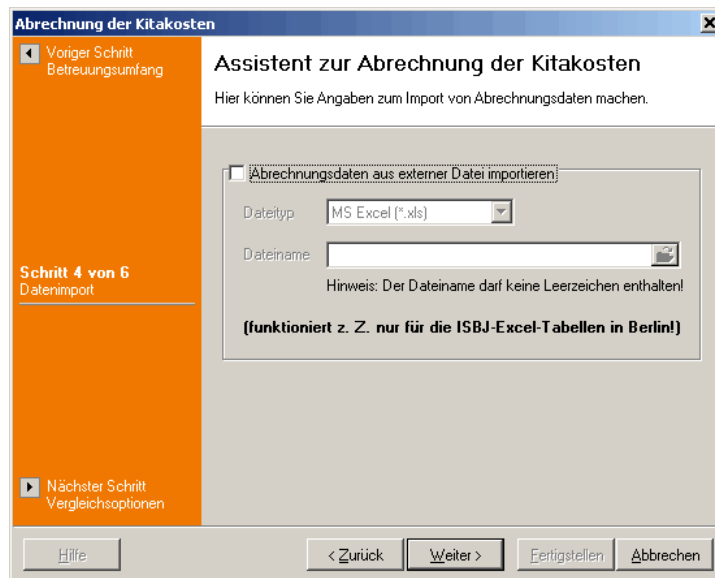 Abrechnung der Kitakosten
Voriger Schritt
Betreuungsumfang
Assistent zur Abrechnung der Kitakosten
Hier können Sie Angaben zum Import von Abrechnungsdaten machen.
Abrechnungsdaten aus externer Datei importieren
Dateityp MS Excel (*.xls)
Dateiname
Hinweis: Der Dateiname darf keine Leerzeichen enthalten!
(funktioniert z. Z. nur für die ISBJ-Excel-Tabellen in Berlin!)
Schritt 4 von 6
Datenimport
Nächster Schritt
Vergleichsoptionen
Hilfe < Zurück Weiter > Fertigstellen Abbrechen